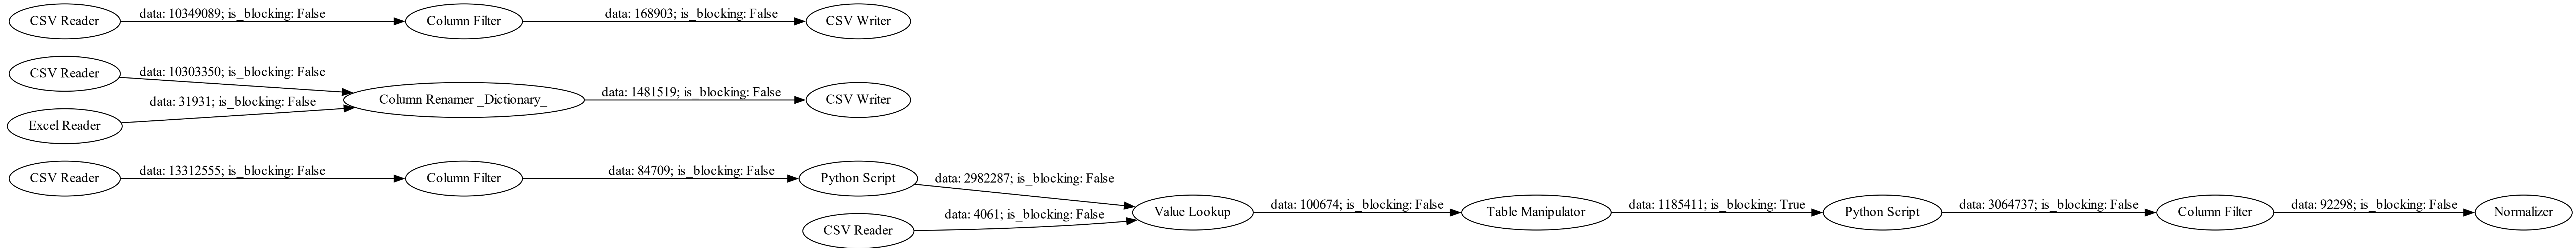 CSV Reader
data: 10349089; is_blocking: False
Column Filter
data: 168903; is_blocking: False
CSV Writer
CSV Reader
data: 10303350; is_blocking: False
Excel Reader
data: 31931; is_blocking: False
Column Renamer _Dictionary_
data: 1481519; is_blocking: False
CSV Writer
CSV Reader
data: 13312555; is_blocking: False
Column Filter
data: 84709; is_blocking: False
Python Script
data: 2982287; is_blocking: False
CSV Reader
data: 4061; is_blocking: False
Value Lookup
data: 100674; is_blocking: False
Table Manipulator
data: 1185411; is_blocking: True
Python Script
data: 3064737; is_blocking: False
Column Filter
data: 92298; is_blocking: False
Normalizer